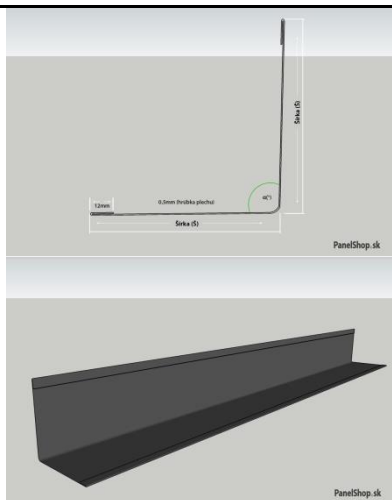 Šírka (Š)
12mm
0,5mm (hrúbka plechu)
α(°)
Šírka (Š)
PanelShop.sk
PanelShop.sk